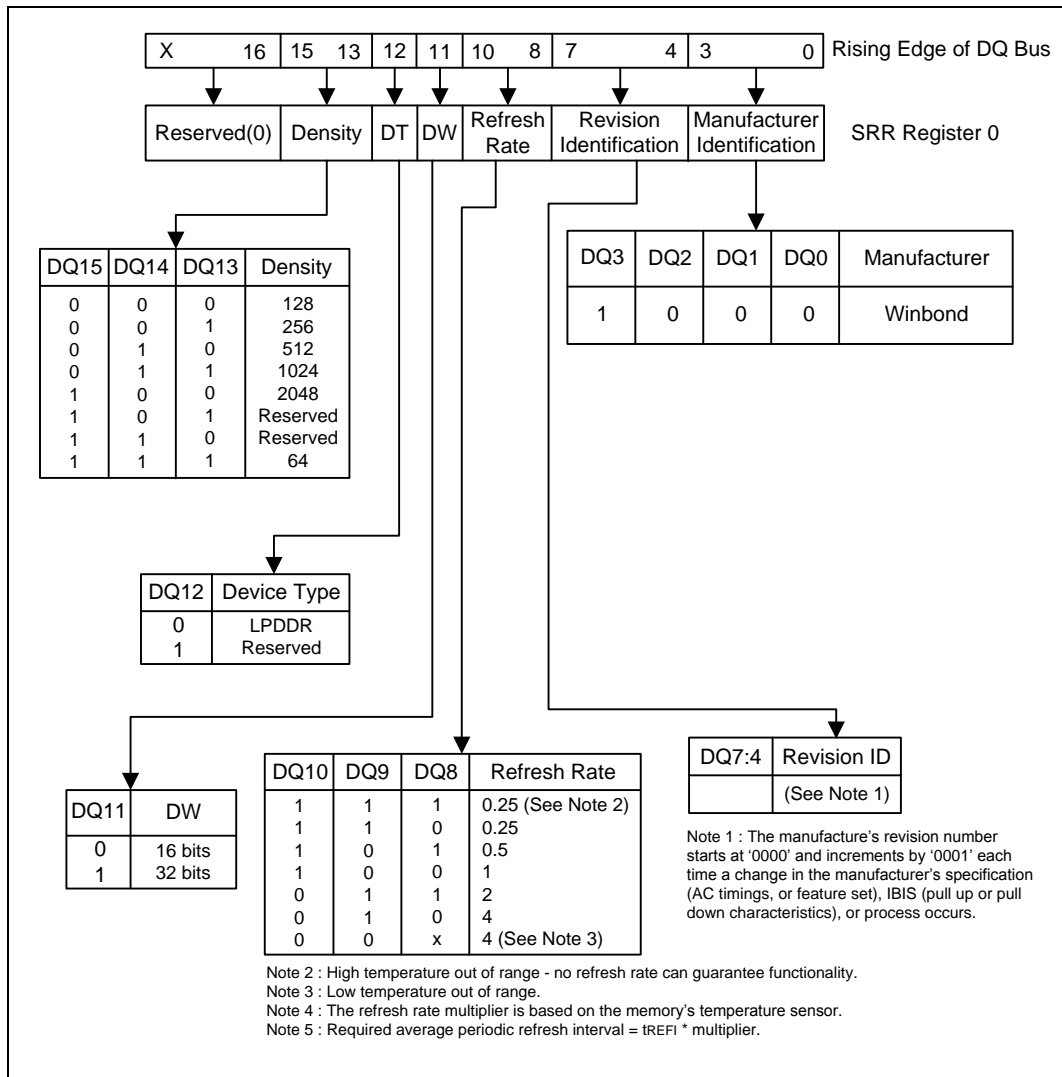 X 16 15 13 12 11 10 8 7 4 3 0 Rising Edge of DQ Bus
Reserved(0) Density DT DW Refresh Rate Revision Identification Manufacturer Identification SRR Register 0
DQ3 DQ2 DQ1 DQ0 Manufacturer
1 0 0 0 Winbond
DQ15 DQ14 DQ13 Density
0 0 0 128
0 0 1 256
0 1 0 512
0 1 1 1024
1 0 0 2048
1 0 1 Reserved
1 1 0 Reserved
1 1 1 64
DQ12 Device Type
0 LPDDR
1 Reserved
DQ11 DW
0 16 bits
1 32 bits
DQ10 DQ9 DQ8 Refresh Rate
1 1 1 0.25 (See Note 2)
1 1 0 0.25
1 0 1 0.5
1 0 0 1
0 1 1 2
0 1 0 4
0 0 x 4 (See Note 3)
DQ7:4 Revision ID
(See Note 1)
Note 1 : The manufacture's revision number
starts at '0000' and increments by '0001' each
time a change in the manufacturer's specification
(AC timings, or feature set), IBIS (pull up or pull
down characteristics), or process occurs.
Note 2 : High temperature out of range - no refresh rate can guarantee functionality.
Note 3 : Low temperature out of range.
Note 4 : The refresh rate multiplier is based on the memory's temperature sensor.
Note 5 : Required average periodic refresh interval = tREFI * multiplier.